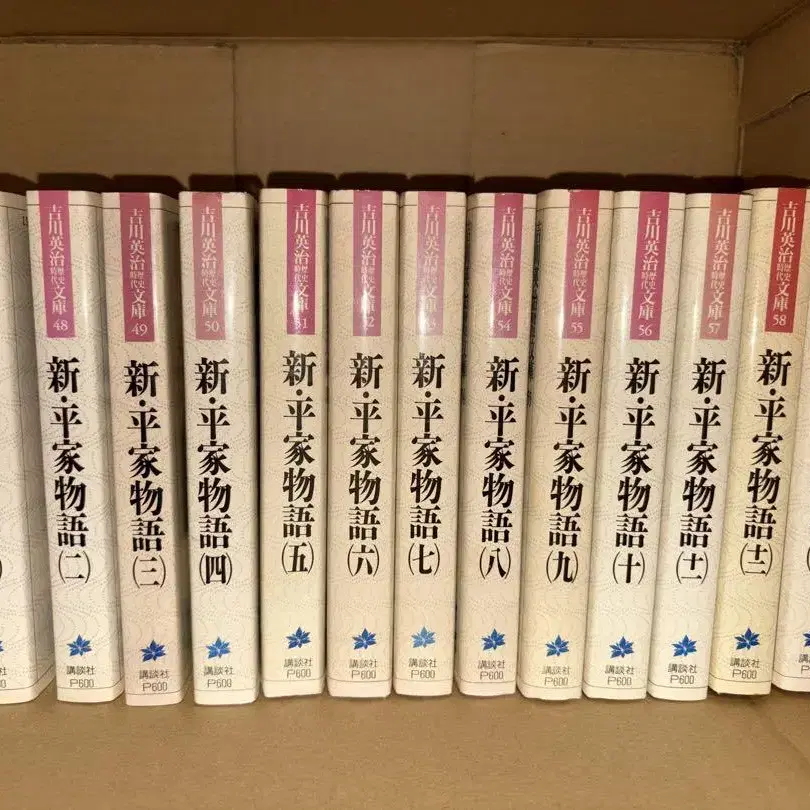 吉川英治歴史時代文庫 48
新・平家物語(二)
講談社
P600
吉川英治歴史時代文庫 49
新・平家物語(三)
講談社
P600
吉川英治歴史時代文庫 50
新・平家物語(四)
講談社
P600
吉川英治歴史時代文庫 51
新・平家物語(五)
講談社
P600
吉川英治歴史時代文庫 52
新・平家物語(六)
講談社
P600
吉川英治歴史時代文庫 53
新・平家物語(七)
講談社
P600
吉川英治歴史時代文庫 54
新・平家物語(八)
講談社
P600
吉川英治歴史時代文庫 55
新・平家物語(九)
講談社
P600
吉川英治歴史時代文庫 56
新・平家物語(十)
講談社
P600
吉川英治歴史時代文庫 57
新・平家物語(十一)
講談社
P600
吉川英治歴史時代文庫 58
新・平家物語(十二)
講談社
P600